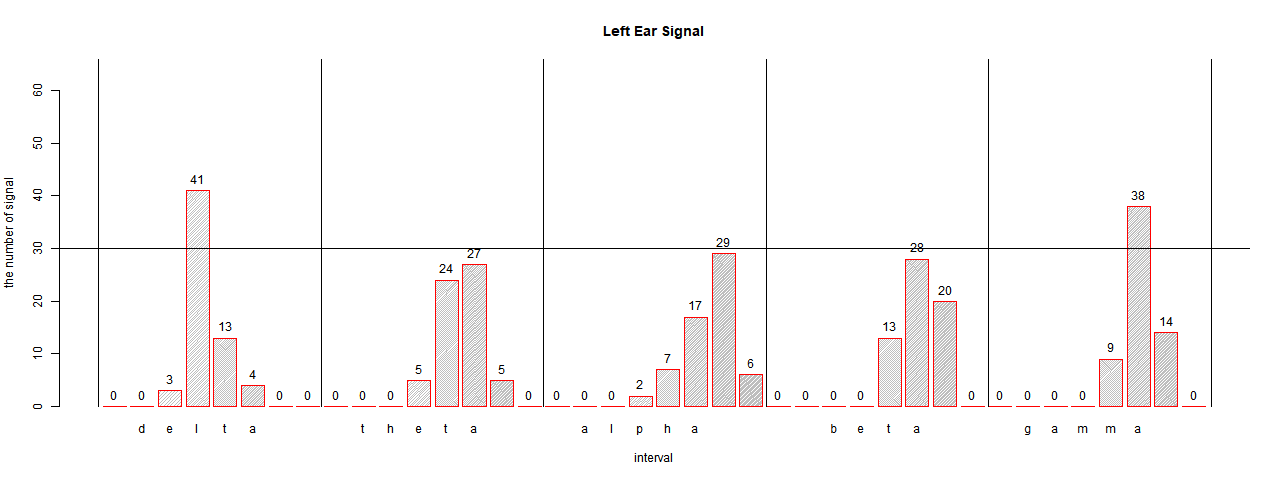 Left Ear Signal
the number of signal
60
50
40
30
20
10
0
0 0 3 41 13 4 0 0
0 0 0 5 24 27 5 0
0 0 0 2 7 17 29 6
0 0 0 0 13 28 20 0
0 0 0 0 9 38 14 0
d e l t a t h e t a a l p h a b e t a g a m m a
interval